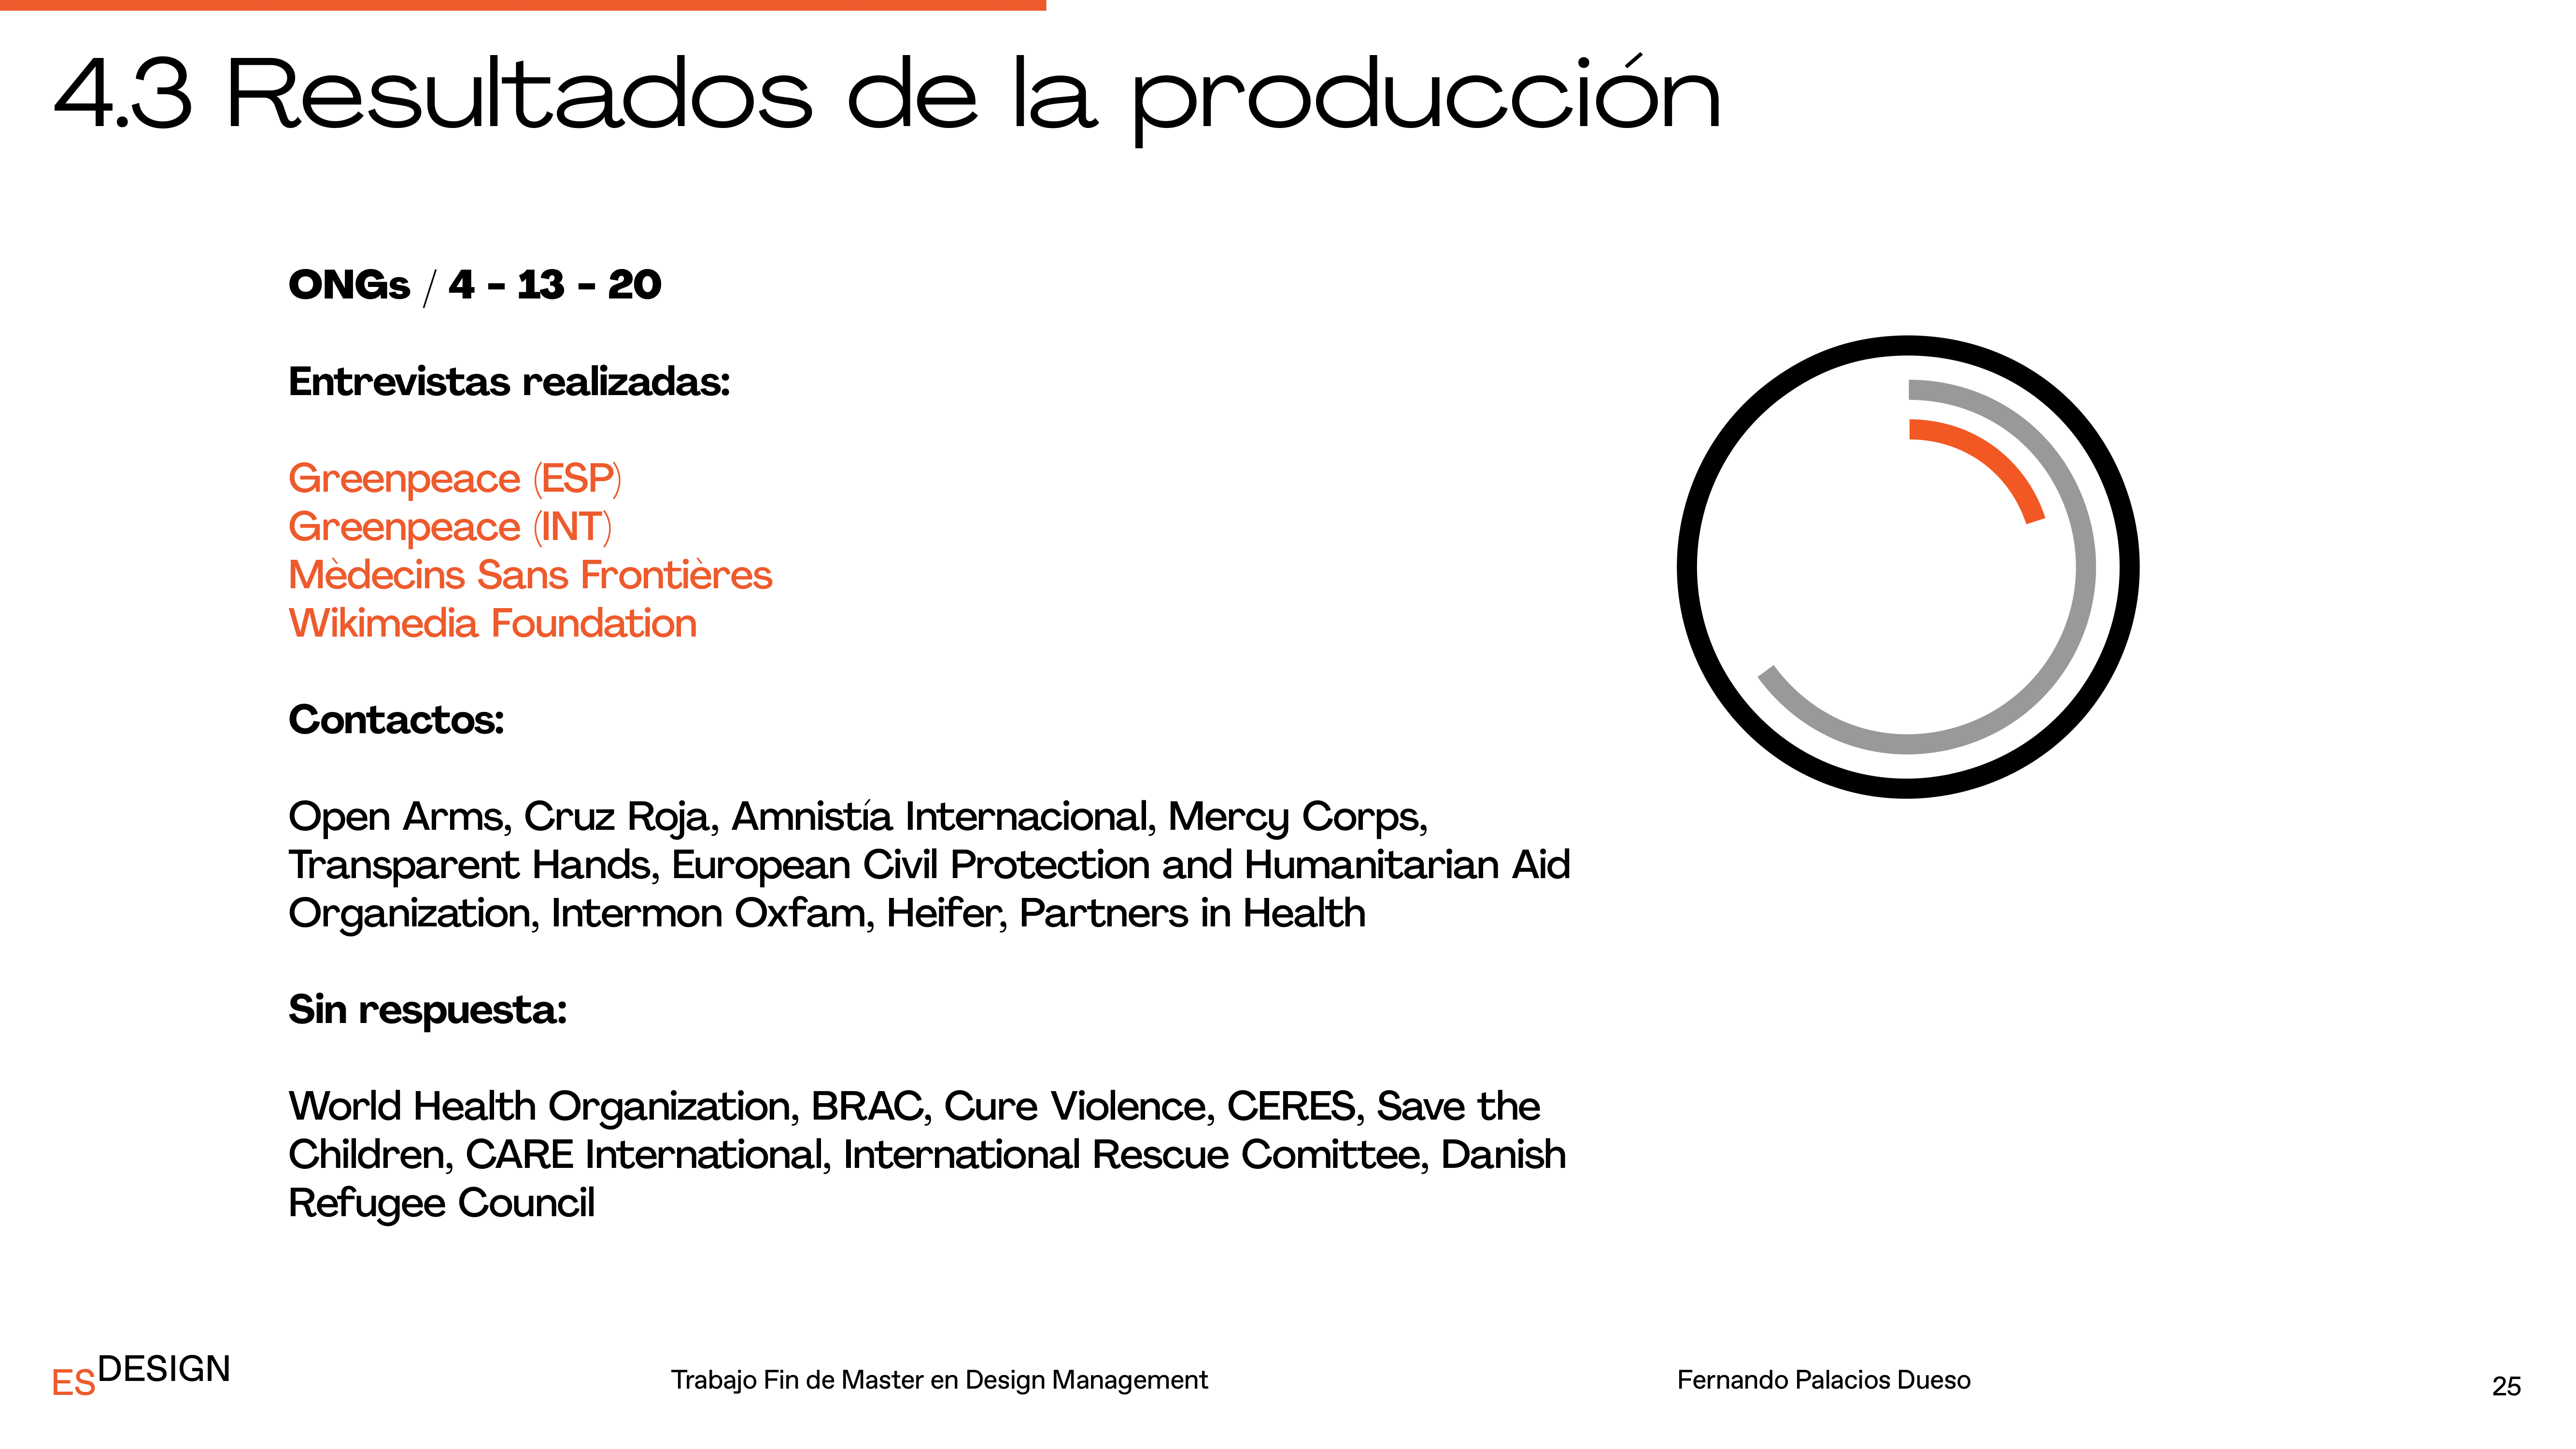 4.3 Resultados de la producción
ONGs / 4 - 13 - 20
Entrevistas realizadas:
Greenpeace (ESP)
Greenpeace (INT)
Mèdecins Sans Frontières
Wikimedia Foundation
Contactos:
Open Arms, Cruz Roja, Amnistía Internacional, Mercy Corps,
Transparent Hands, European Civil Protection and Humanitarian Aid
Organization, Intermon Oxfam, Heifer, Partners in Health
Sin respuesta:
World Health Organization, BRAC, Cure Violence, CERES, Save the
Children, CARE International, International Rescue Comittee, Danish
Refugee Council
ESDESIGN
Trabajo Fin de Master en Design Management
Fernando Palacios Dueso
25